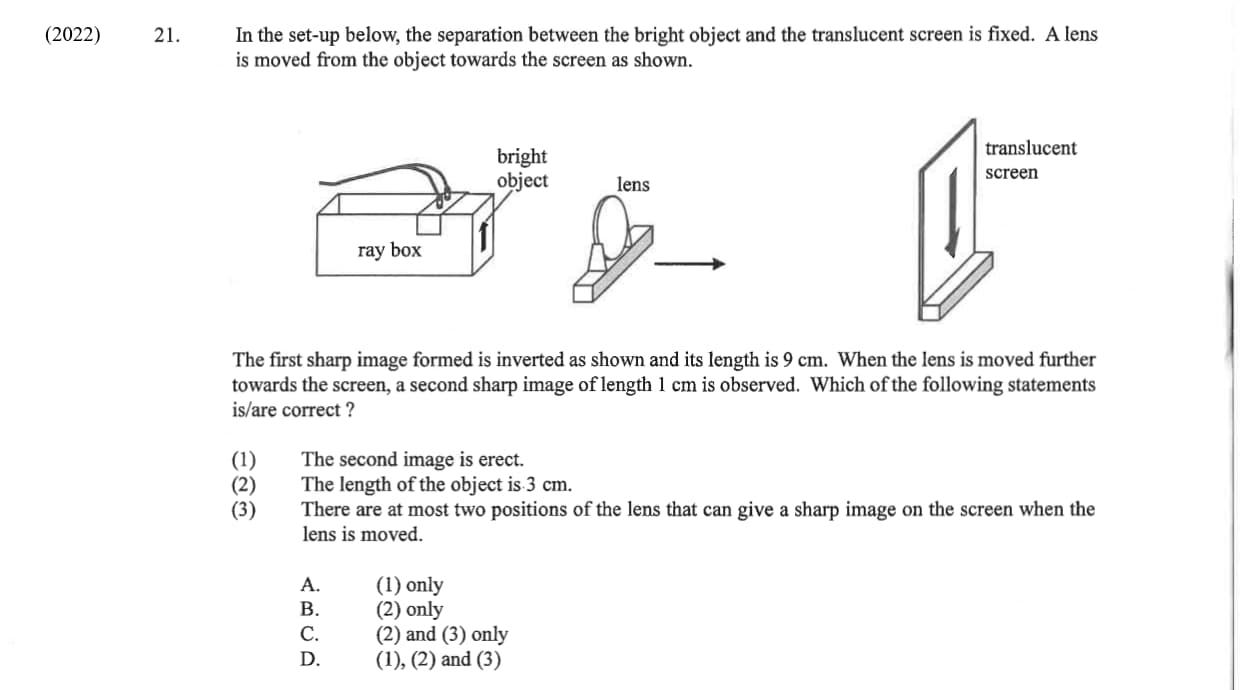 (2022) 21. In the set-up below, the separation between the bright object and the translucent screen is fixed. A lens
is moved from the object towards the screen as shown.
bright
object
lens
translucent
screen
ray box
The first sharp image formed is inverted as shown and its length is 9 cm. When the lens is moved further
towards the screen, a second sharp image of length 1 cm is observed. Which of the following statements
is/are correct ?
(1) The second image is erect.
(2) The length of the object is 3 cm.
(3) There are at most two positions of the lens that can give a sharp image on the screen when the
lens is moved.
A. (1) only
B. (2) only
C. (2) and (3) only
D. (1), (2) and (3)